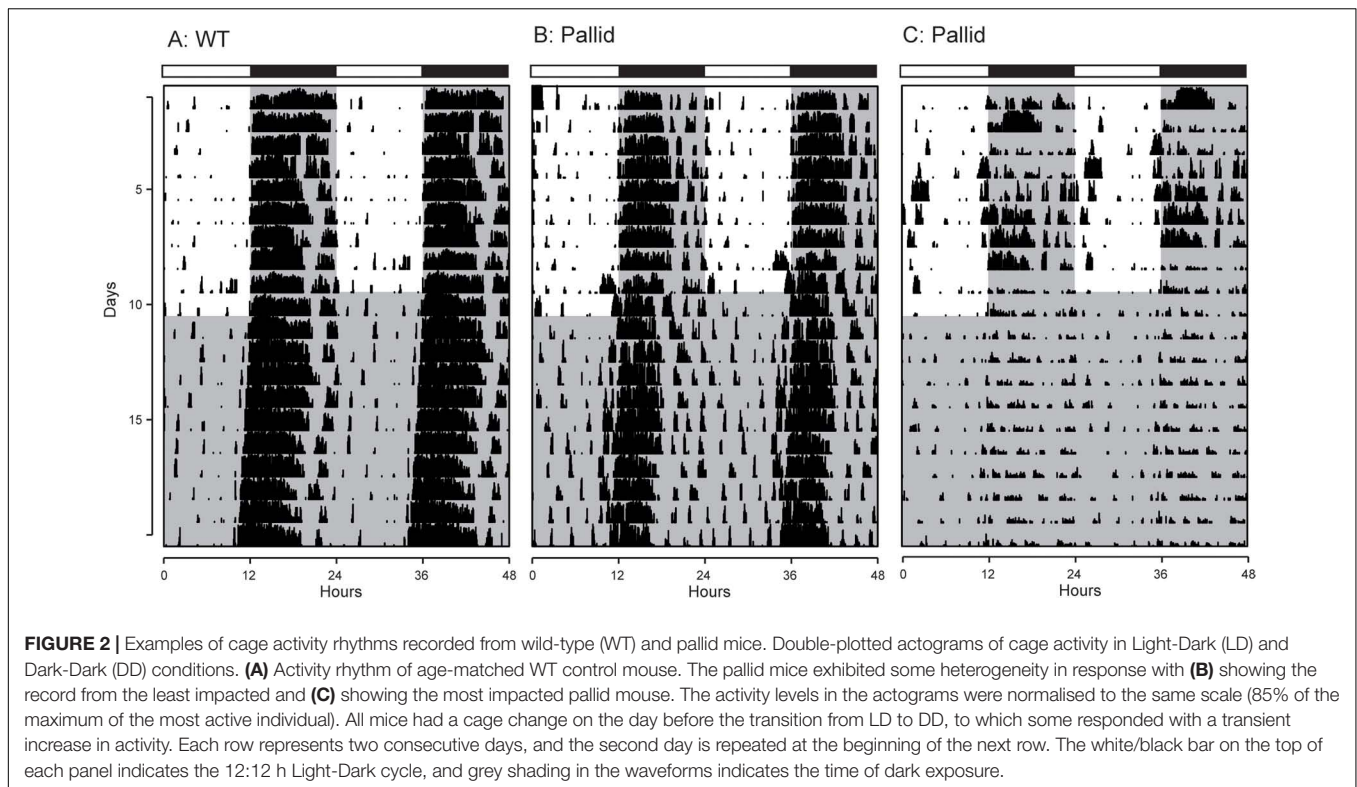 A: WT
B: Pallid
C: Pallid
Days
5
10
15
0 12 24 36 48
Hours
0 12 24 36 48
Hours
0 12 24 36 48
Hours
FIGURE 2 | Examples of cage activity rhythms recorded from wild-type (WT) and pallid mice. Double-plotted actograms of cage activity in Light-Dark (LD) and
Dark-Dark (DD) conditions. (A) Activity rhythm of age-matched WT control mouse. The pallid mice exhibited some heterogeneity in response with (B) showing the
record from the least impacted and (C) showing the most impacted pallid mouse. The activity levels in the actograms were normalised to the same scale (85% of the
maximum of the most active individual). All mice had a cage change on the day before the transition from LD to DD, to which some responded with a transient
increase in activity. Each row represents two consecutive days, and the second day is repeated at the beginning of the next row. The white/black bar on the top of
each panel indicates the 12:12 h Light-Dark cycle, and grey shading in the waveforms indicates the time of dark exposure.